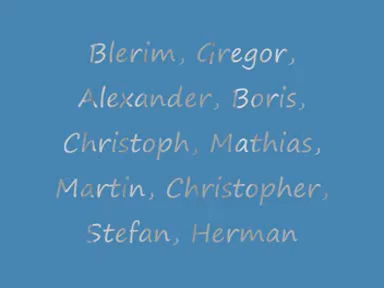 Blerim, Gregor,
Alexander, Boris,
Christoph, Mathias,
Martin, Christopher,
Stefan, Herman